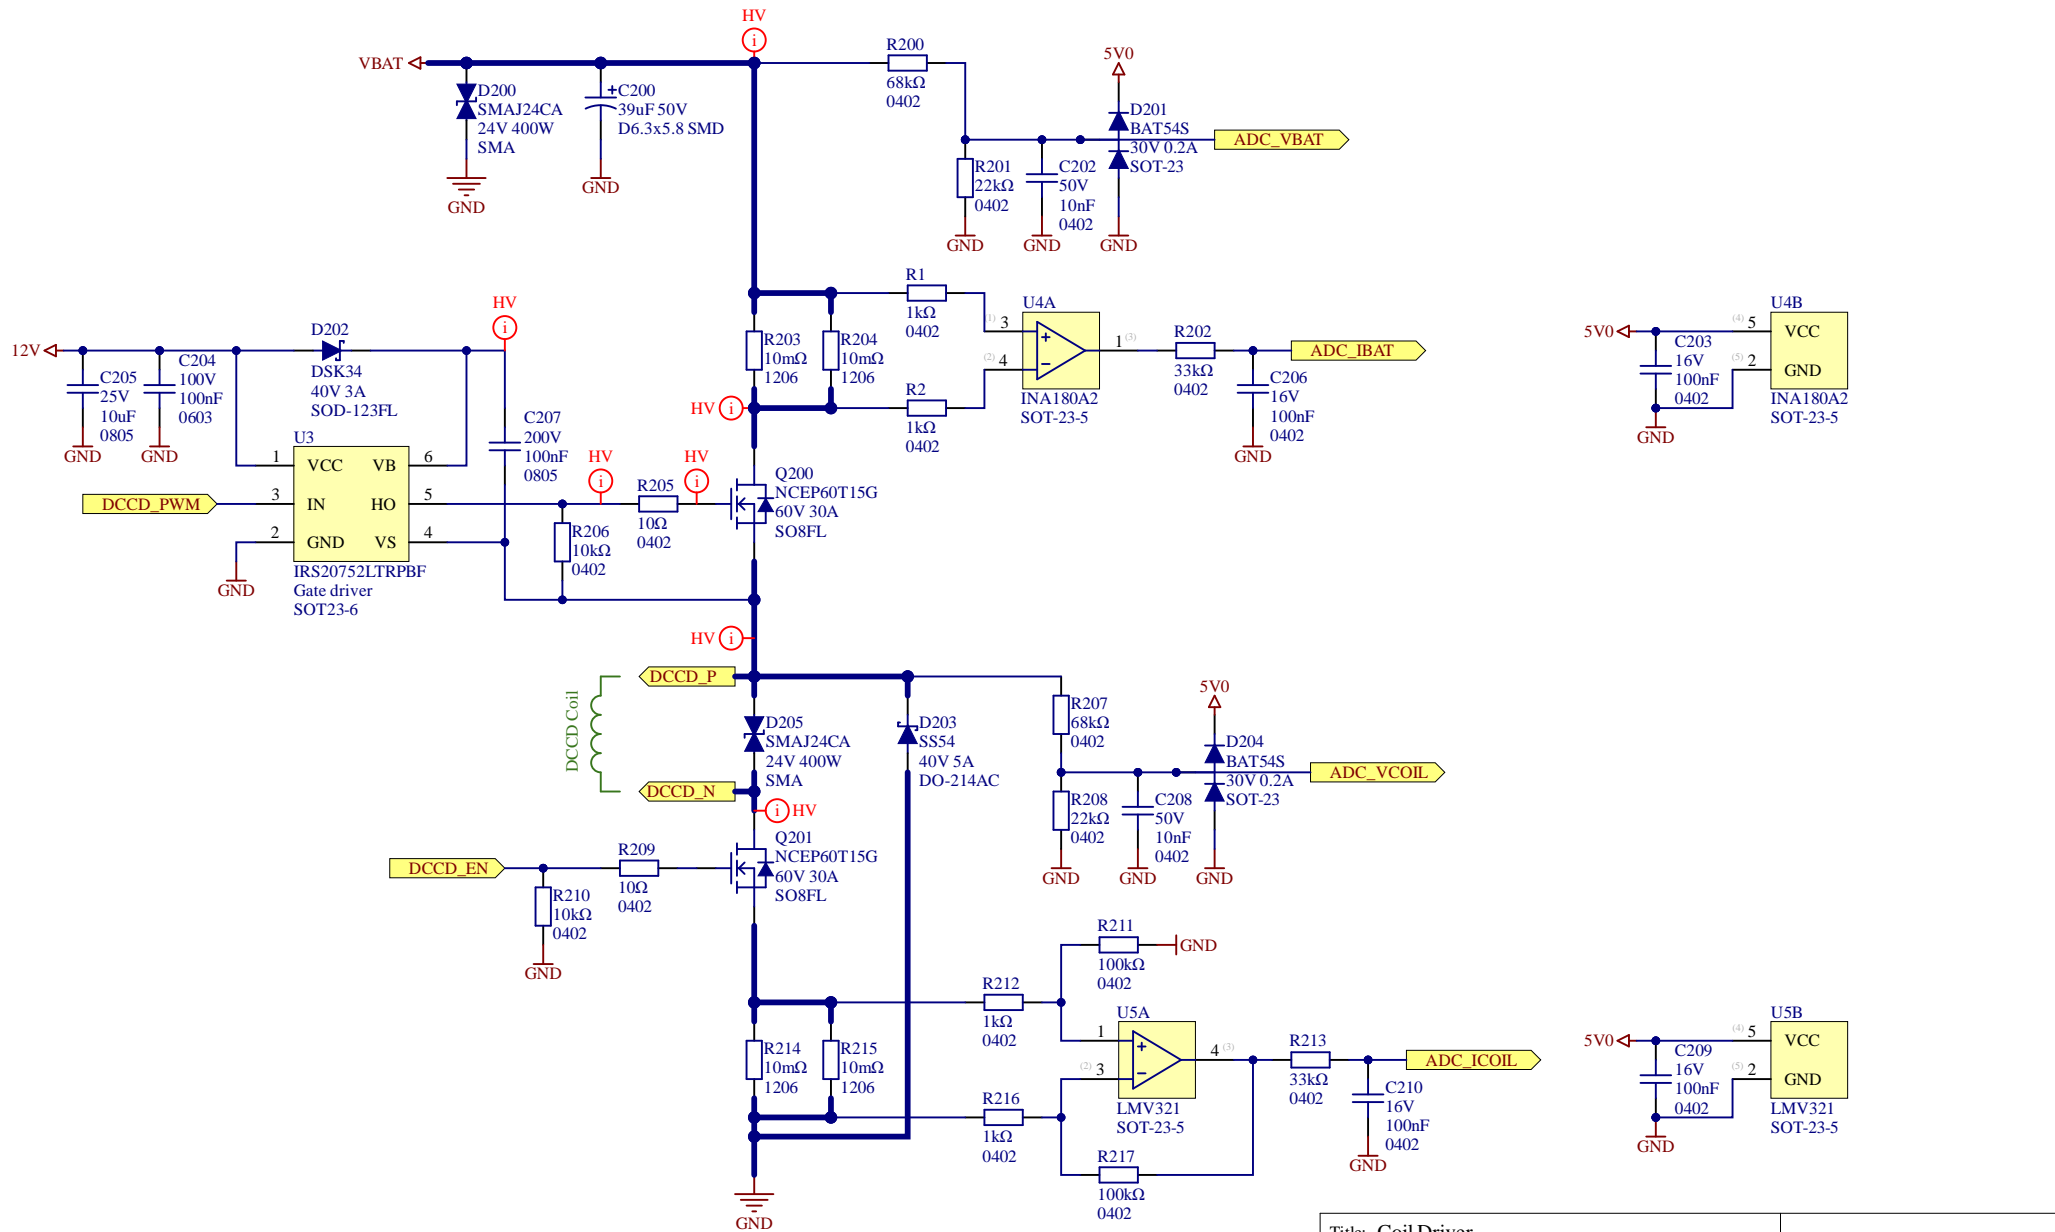 HV
VBAT
D200
SMAJ24CA
24V 400W
SMA
GND
+
C200
39uF 50V
D6.3x5.8 SMD
GND
R200
68kΩ
0402
5V0
D201
BAT54S
30V 0.2A
SOT-23
ADC_VBAT
R201
22kΩ
0402
GND
C202
50V
10nF
0402
GND
GND
12V
C205
25V
10uF
0805
GND
C204
100V
100nF
0603
GND
D202
DSK34
40V 3A
SOD-123FL
HV
C207
200V
100nF
0805
U3
1 VCC VB 6
3 IN HO 5
2 GND VS 4
IRS20752LTRPBF
Gate driver
SOT23-6
DCCD_PWM
GND
HV
R205
10Ω
0402
HV
R206
10kΩ
0402
Q200
NCEP60T15G
60V 30A
SO8FL
R203
10mΩ
1206
R204
10mΩ
1206
HV
R1
1kΩ
0402
R2
1kΩ
0402
U4A
(1) 3
(2) 4
1 (3)
INA180A2
SOT-23-5
R202
33kΩ
0402
ADC_IBAT
C206
16V
100nF
0402
GND
5V0
C203
16V
100nF
0402
GND
U4B
(4) 5 VCC
(5) 2 GND
INA180A2
SOT-23-5
HV
DCCD_P
DCCD Coil
DCCD_N
D205
SMAJ24CA
24V 400W
SMA
HV
D203
SS54
40V 5A
DO-214AC
R207
68kΩ
0402
R208
22kΩ
0402
GND
C208
50V
10nF
0402
GND
5V0
D204
BAT54S
30V 0.2A
SOT-23
GND
ADC_VCOIL
DCCD_EN
R210
10kΩ
0402
GND
R209
10Ω
0402
Q201
NCEP60T15G
60V 30A
SO8FL
R214
10mΩ
1206
R215
10mΩ
1206
GND
R211
100kΩ
0402
GND
R212
1kΩ
0402
R216
1kΩ
0402
U5A
1
(2) 3
4 (3)
LMV321
SOT-23-5
R217
100kΩ
0402
R213
33kΩ
0402
ADC_ICOIL
C210
16V
100nF
0402
GND
5V0
C209
16V
100nF
0402
GND
U5B
(4) 5 VCC
(5) 2 GND
LMV321
SOT-23-5
Title: Coil Driver